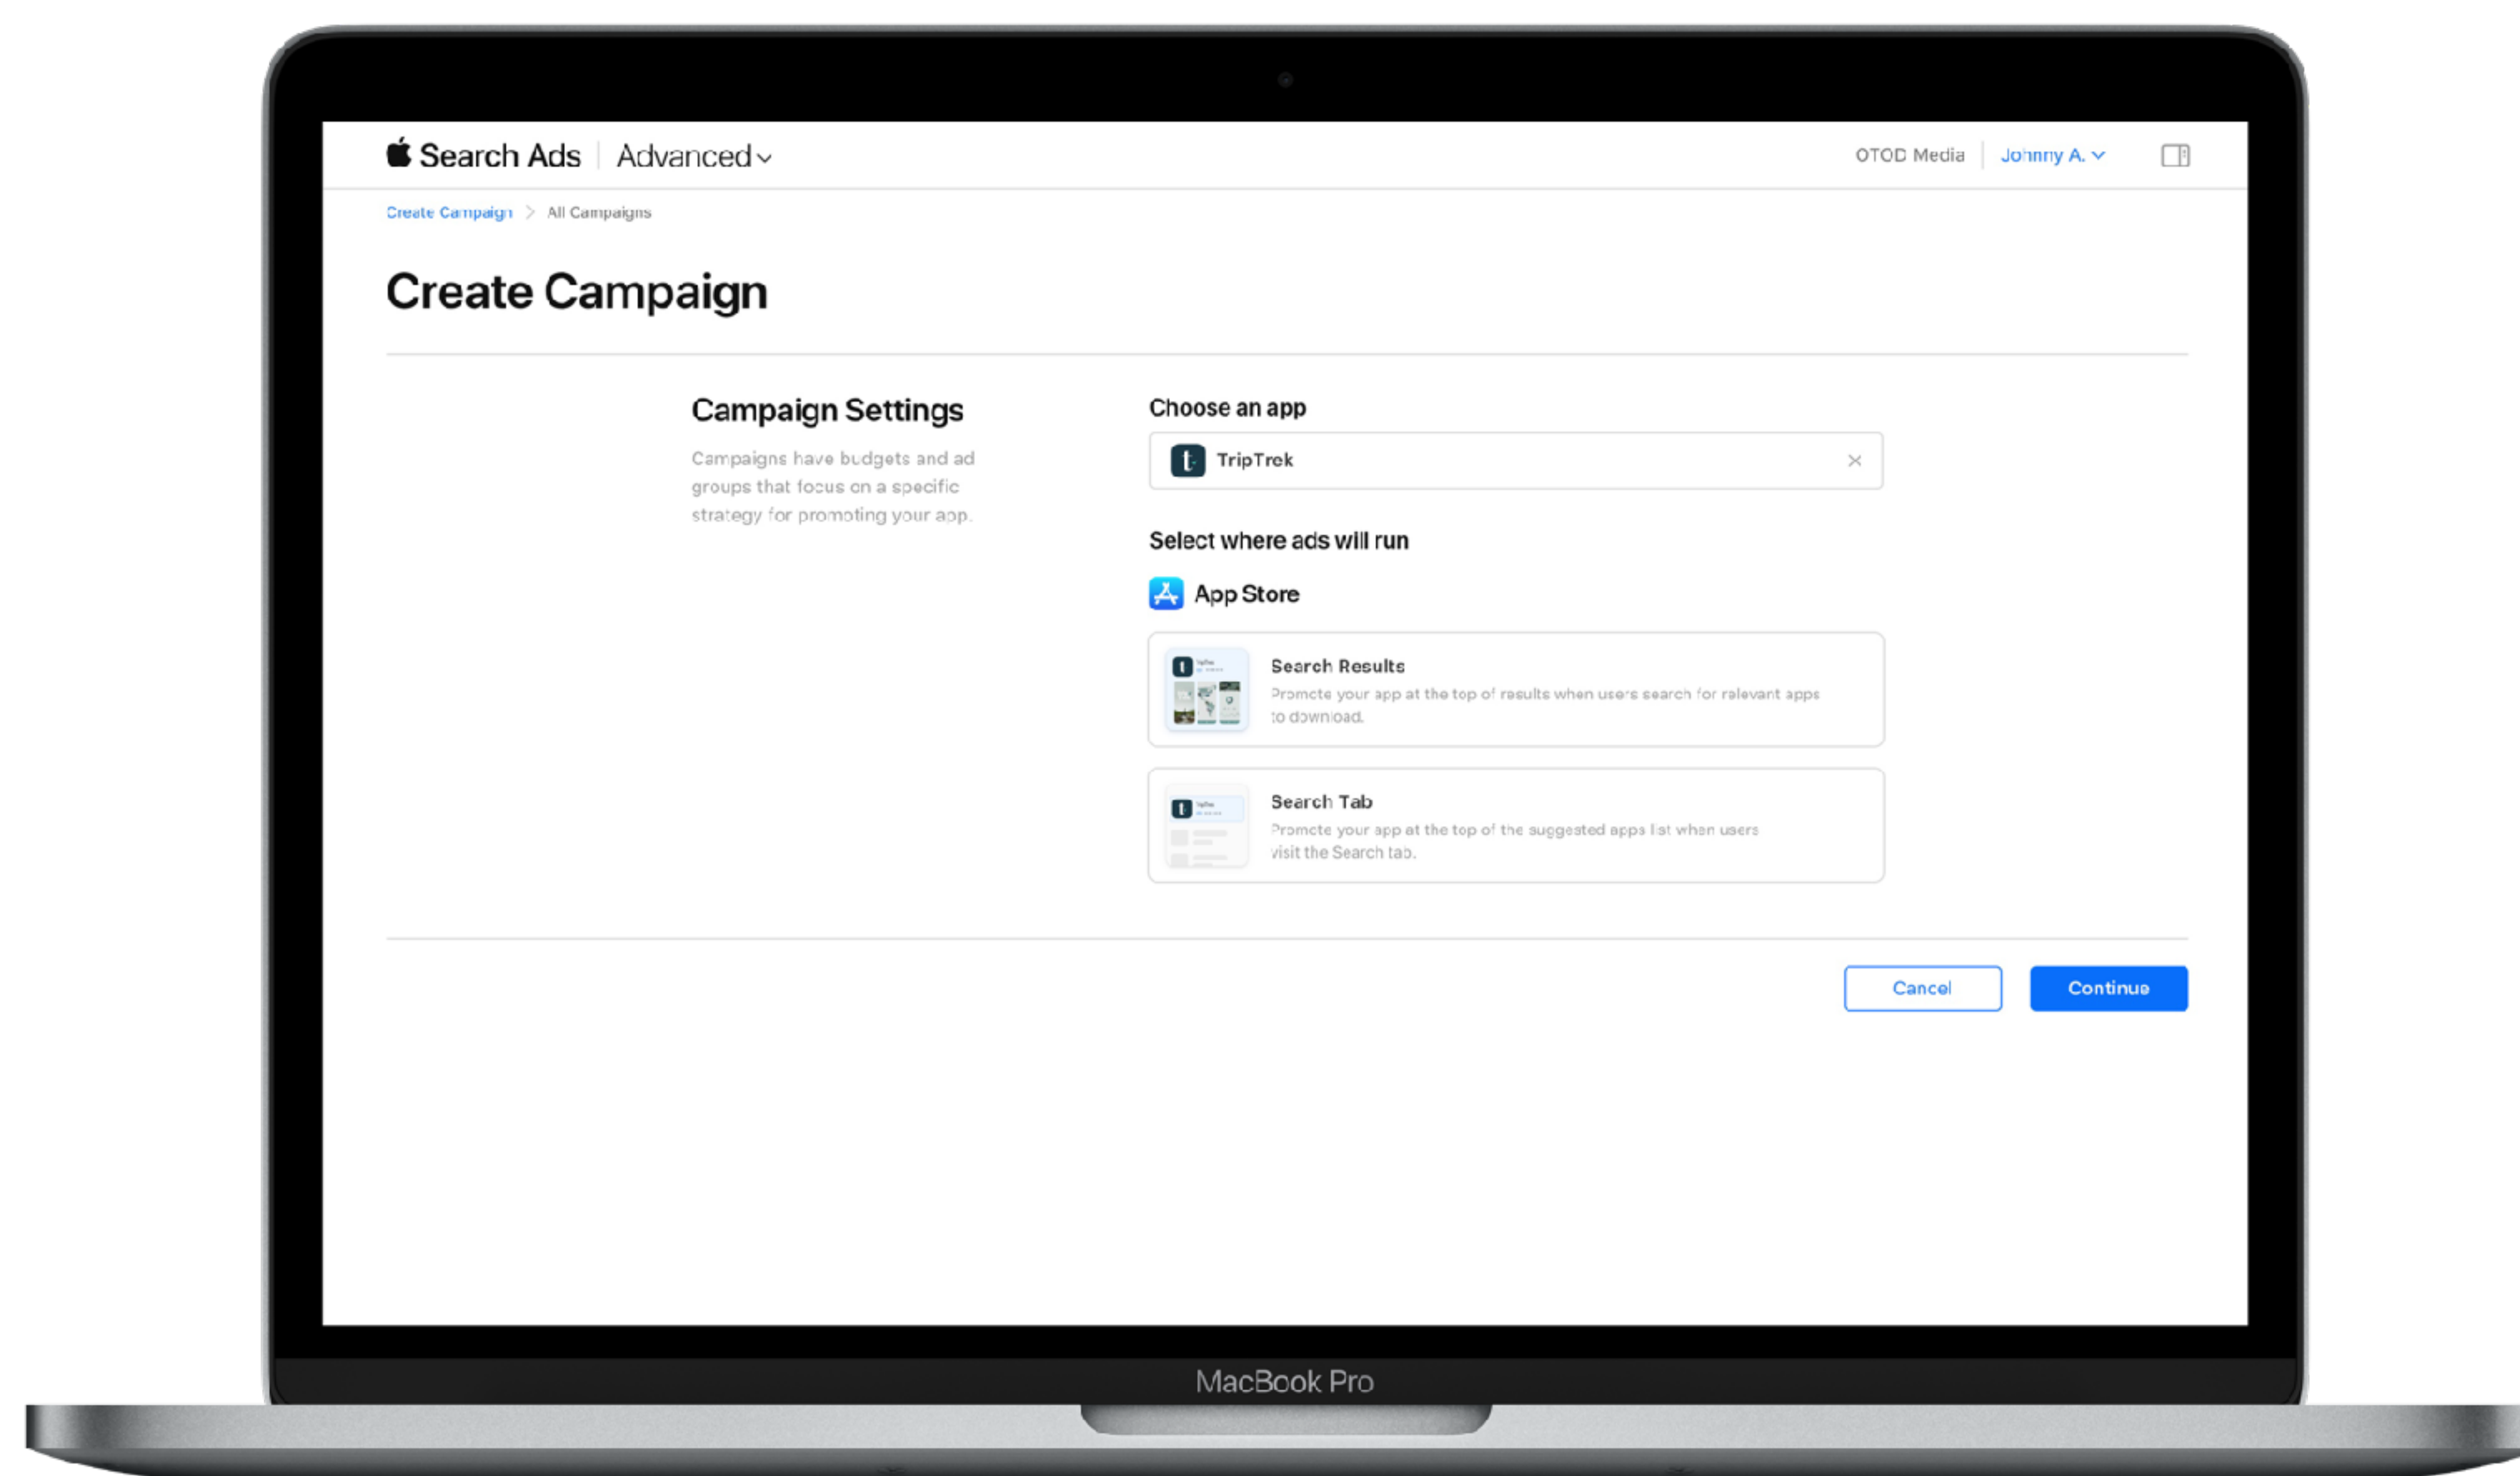 Search Ads Advanced
OTOD Media Johnny A.
Create Campaign > All Campaigns
Create Campaign
Campaign Settings
Campaigns have budgets and ad
groups that focus on a specific
strategy for promoting your app.
Choose an app
t TripTrek ×
Select where ads will run
App Store
Search Results
Promote your app at the top of results when users search for relevant apps
to download.
Search Tab
Promote your app at the top of the suggested apps list when users
visit the Search tab.
Cancel
Continue
MacBook Pro